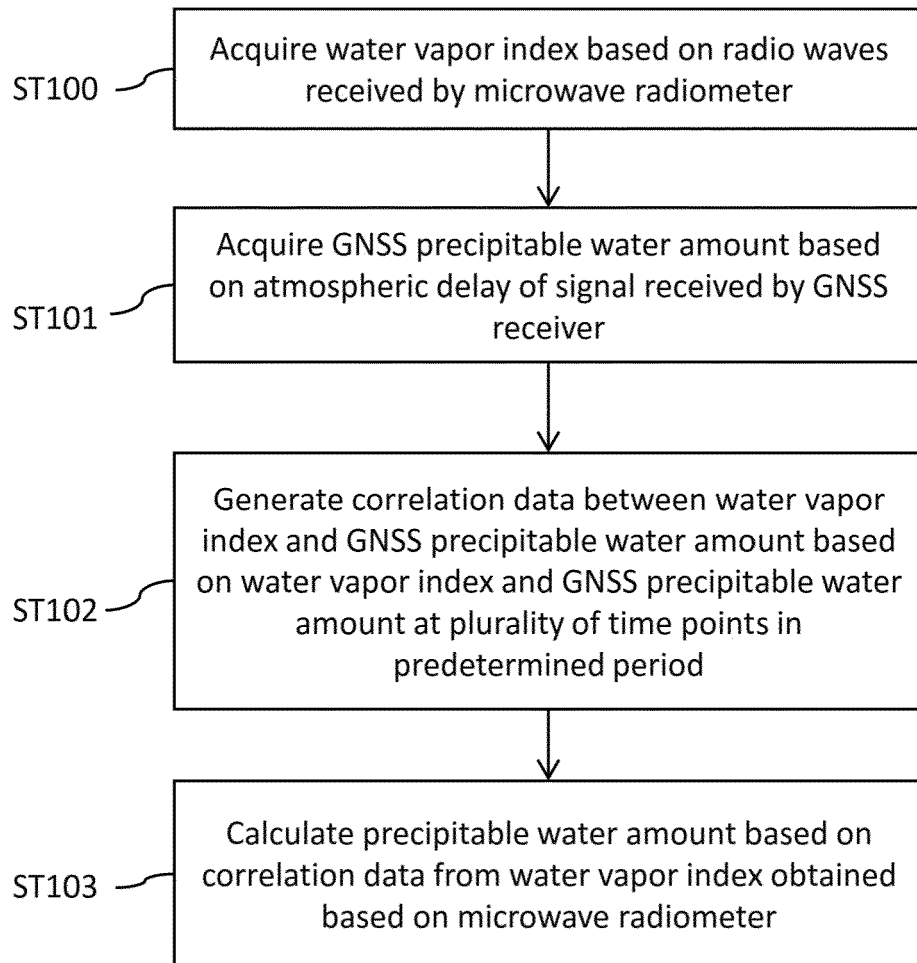 ST100
Acquire water vapor index based on radio waves
received by microwave radiometer
ST101
Acquire GNSS precipitable water amount based
on atmospheric delay of signal received by GNSS
receiver
ST102
Generate correlation data between water vapor
index and GNSS precipitable water amount based
on water vapor index and GNSS precipitable water
amount at plurality of time points in
predetermined period
ST103
Calculate precipitable water amount based on
correlation data from water vapor index obtained
based on microwave radiometer